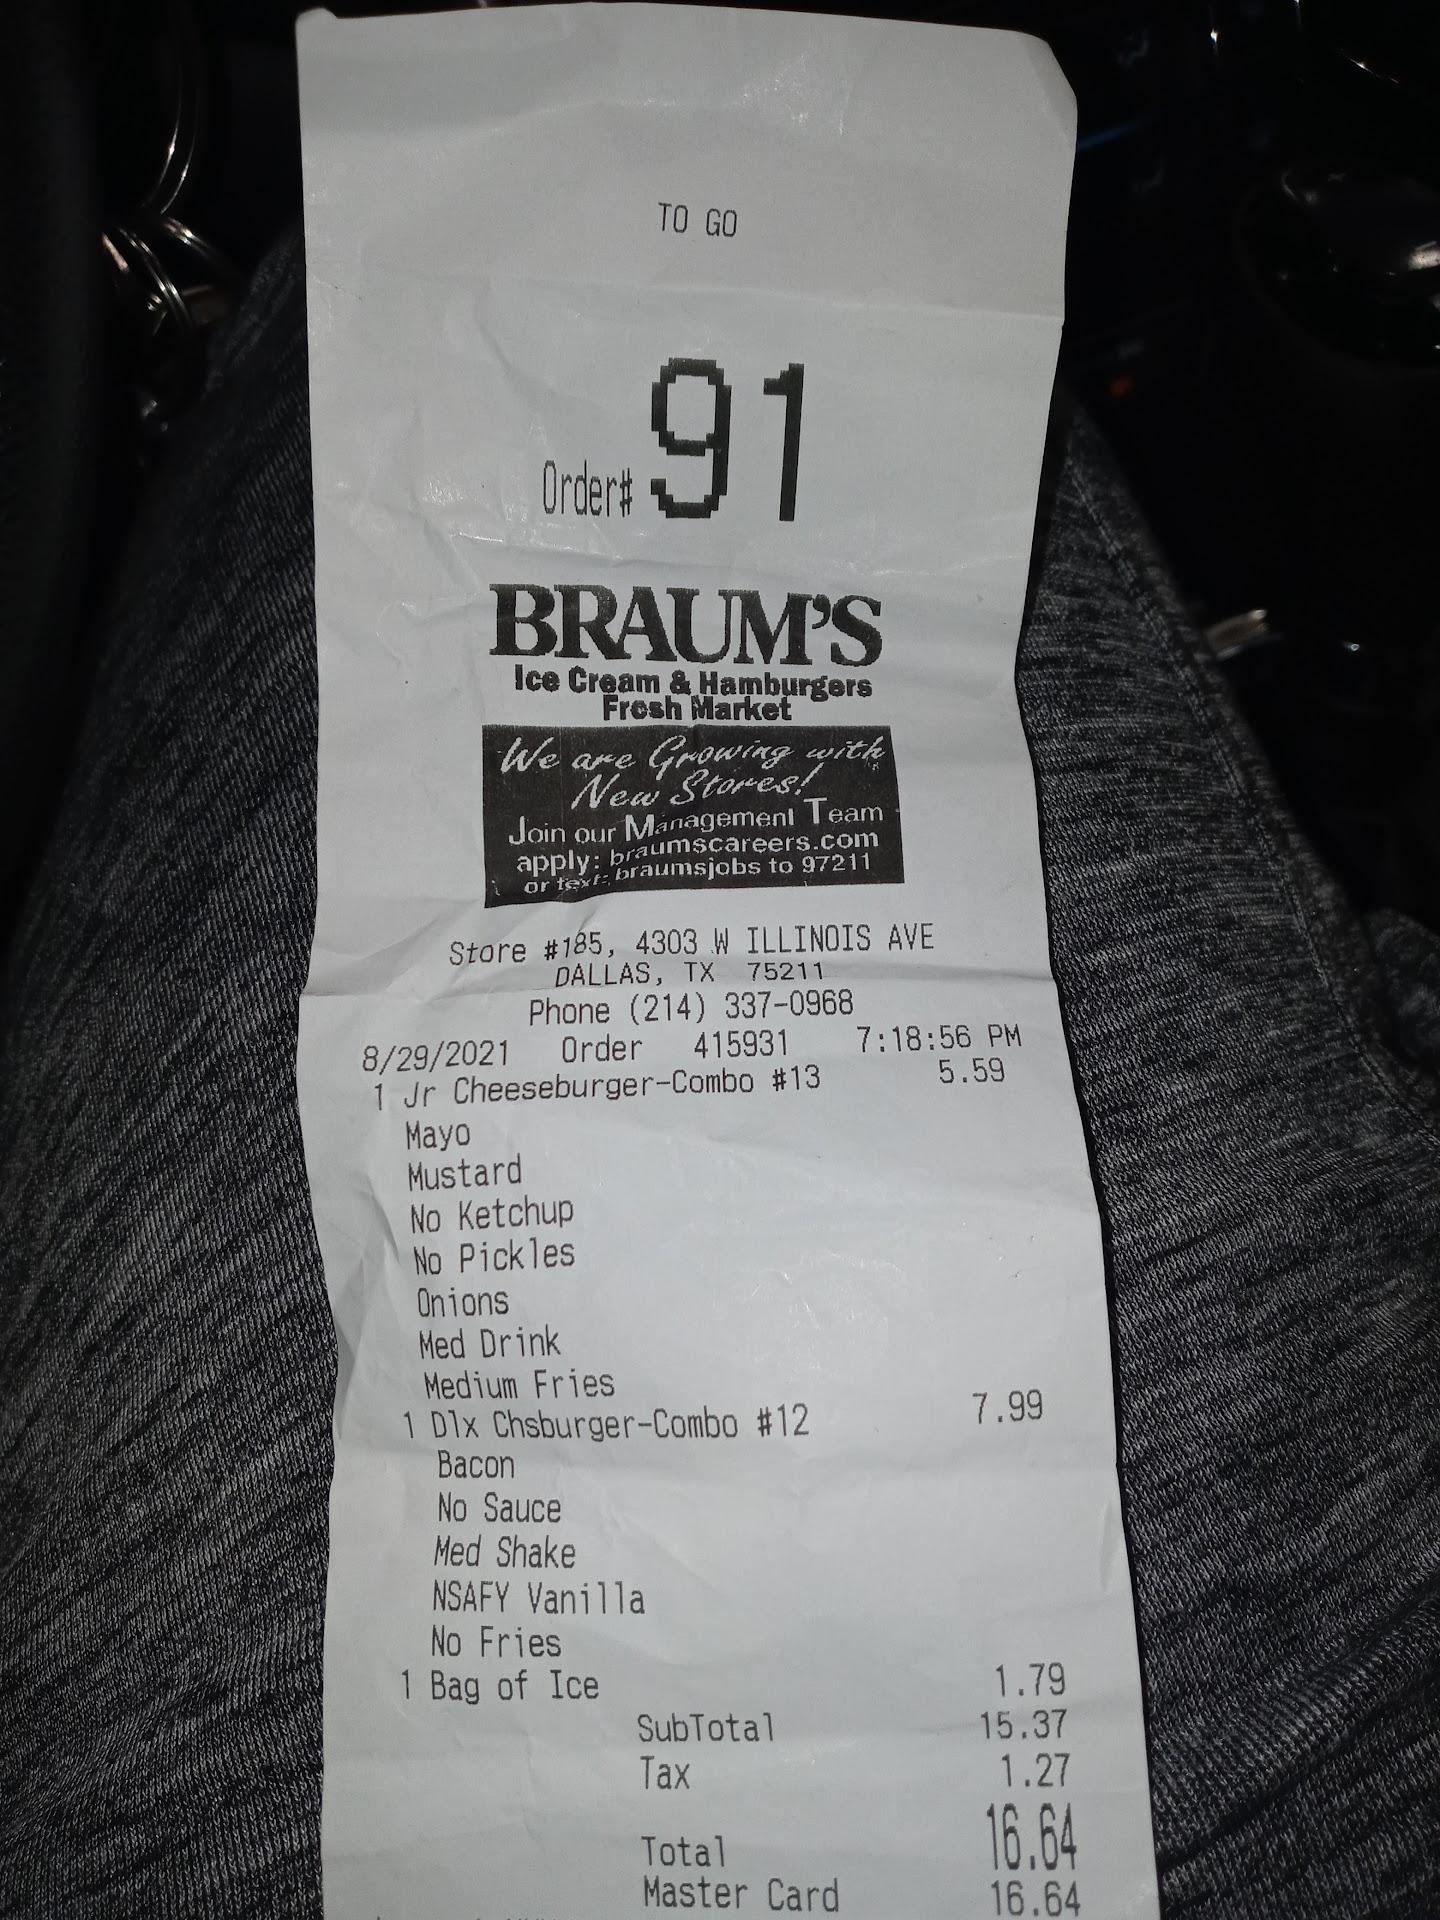 TO GO
Order# 91
BRAUM'S
Ice Cream & Hamburgers
Fresh Market
We are Growing with
New Stores!
Join our Management Team
apply: braumscareers.com
or text: braumsjobs to 97211
Store #185, 4303 W ILLINOIS AVE
DALLAS, TX 75211
Phone (214) 337-0968
8/29/2021 Order 415931 7:18:56 PM
1 Jr Cheeseburger-Combo #13 5.59
Mayo
Mustard
No Ketchup
No Pickles
Onions
Med Drink
Medium Fries
1 Dlx Chsburger-Combo #12 7.99
Bacon
No Sauce
Med Shake
NSAFY Vanilla
No Fries
1 Bag of Ice 1.79
SubTotal 15.37
Tax 1.27
Total 16.64
Master Card 16.64